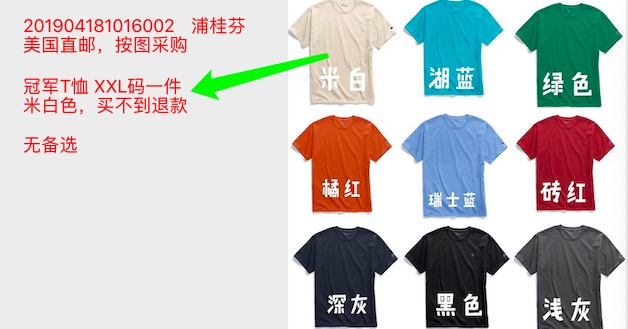 201904181016002 浦桂芬
美国直邮，按图采购
冠军T恤 XXL码一件
米白色，买不到退款
无备选
米白
湖蓝
绿色
橘红
瑞士蓝
砖红
深灰
黑色
浅灰